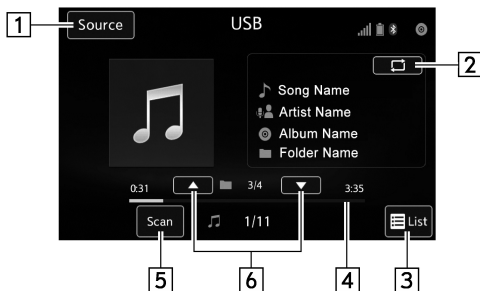 1
Source
USB
2
Song Name
Artist Name
Album Name
Folder Name
0:31
3/4
3:35
Scan
1/11
List
5
6
4
3